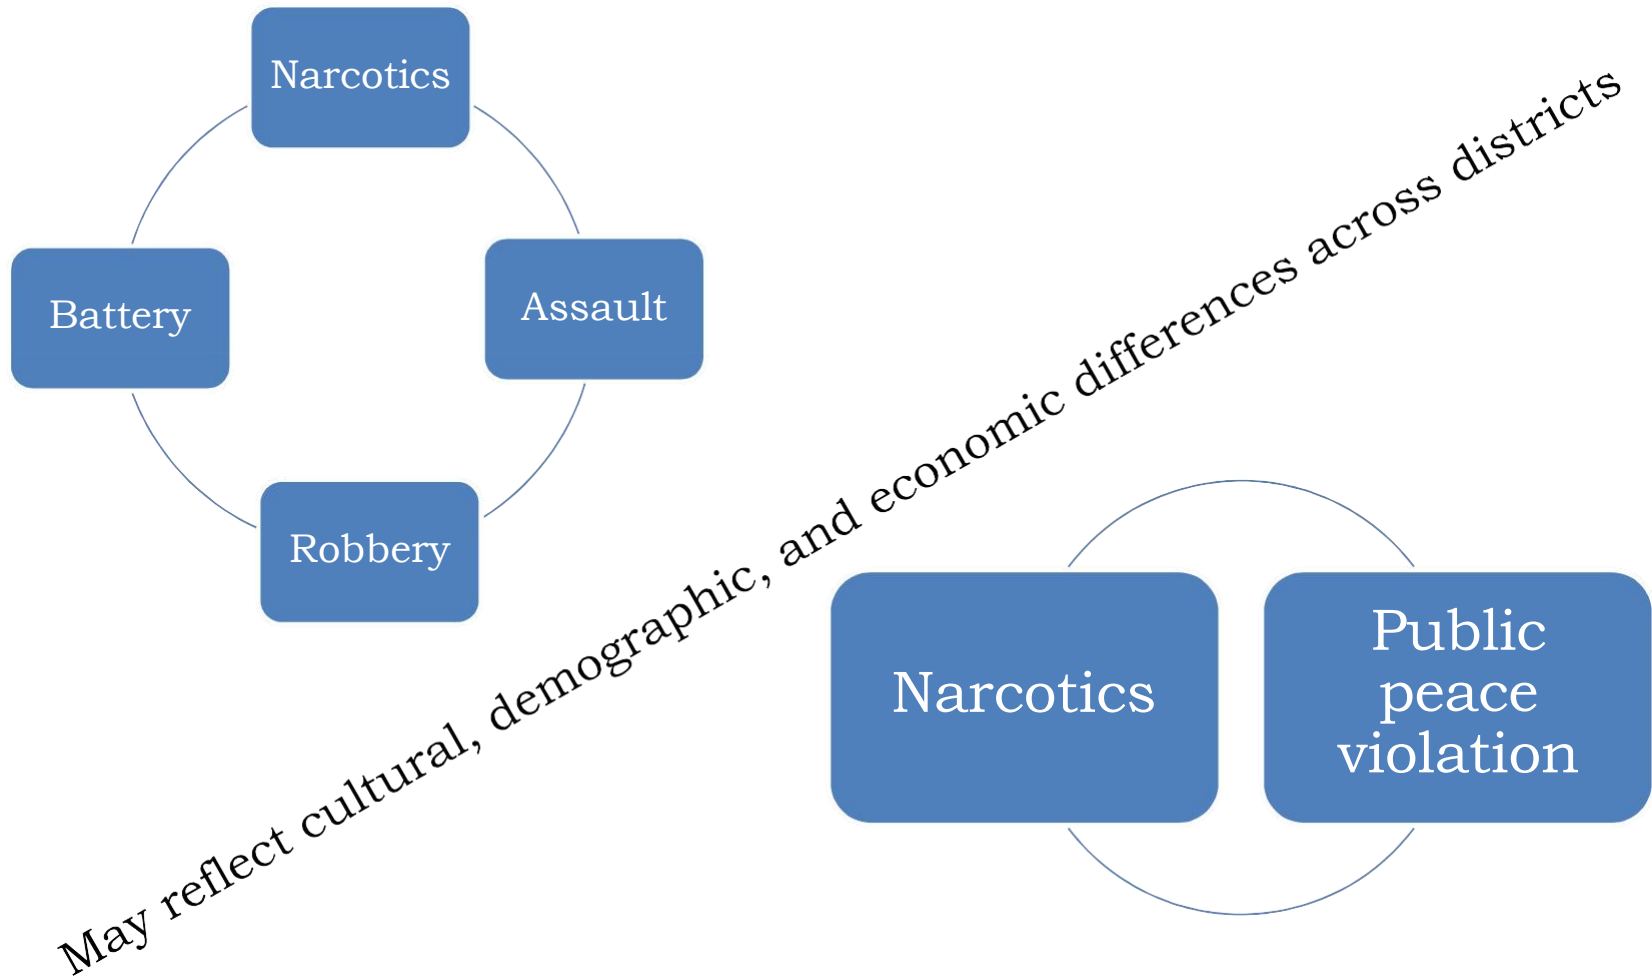 Narcotics
Battery
Assault
Robbery
May reflect cultural, demographic, and economic differences across districts
Narcotics
Public
peace
violation